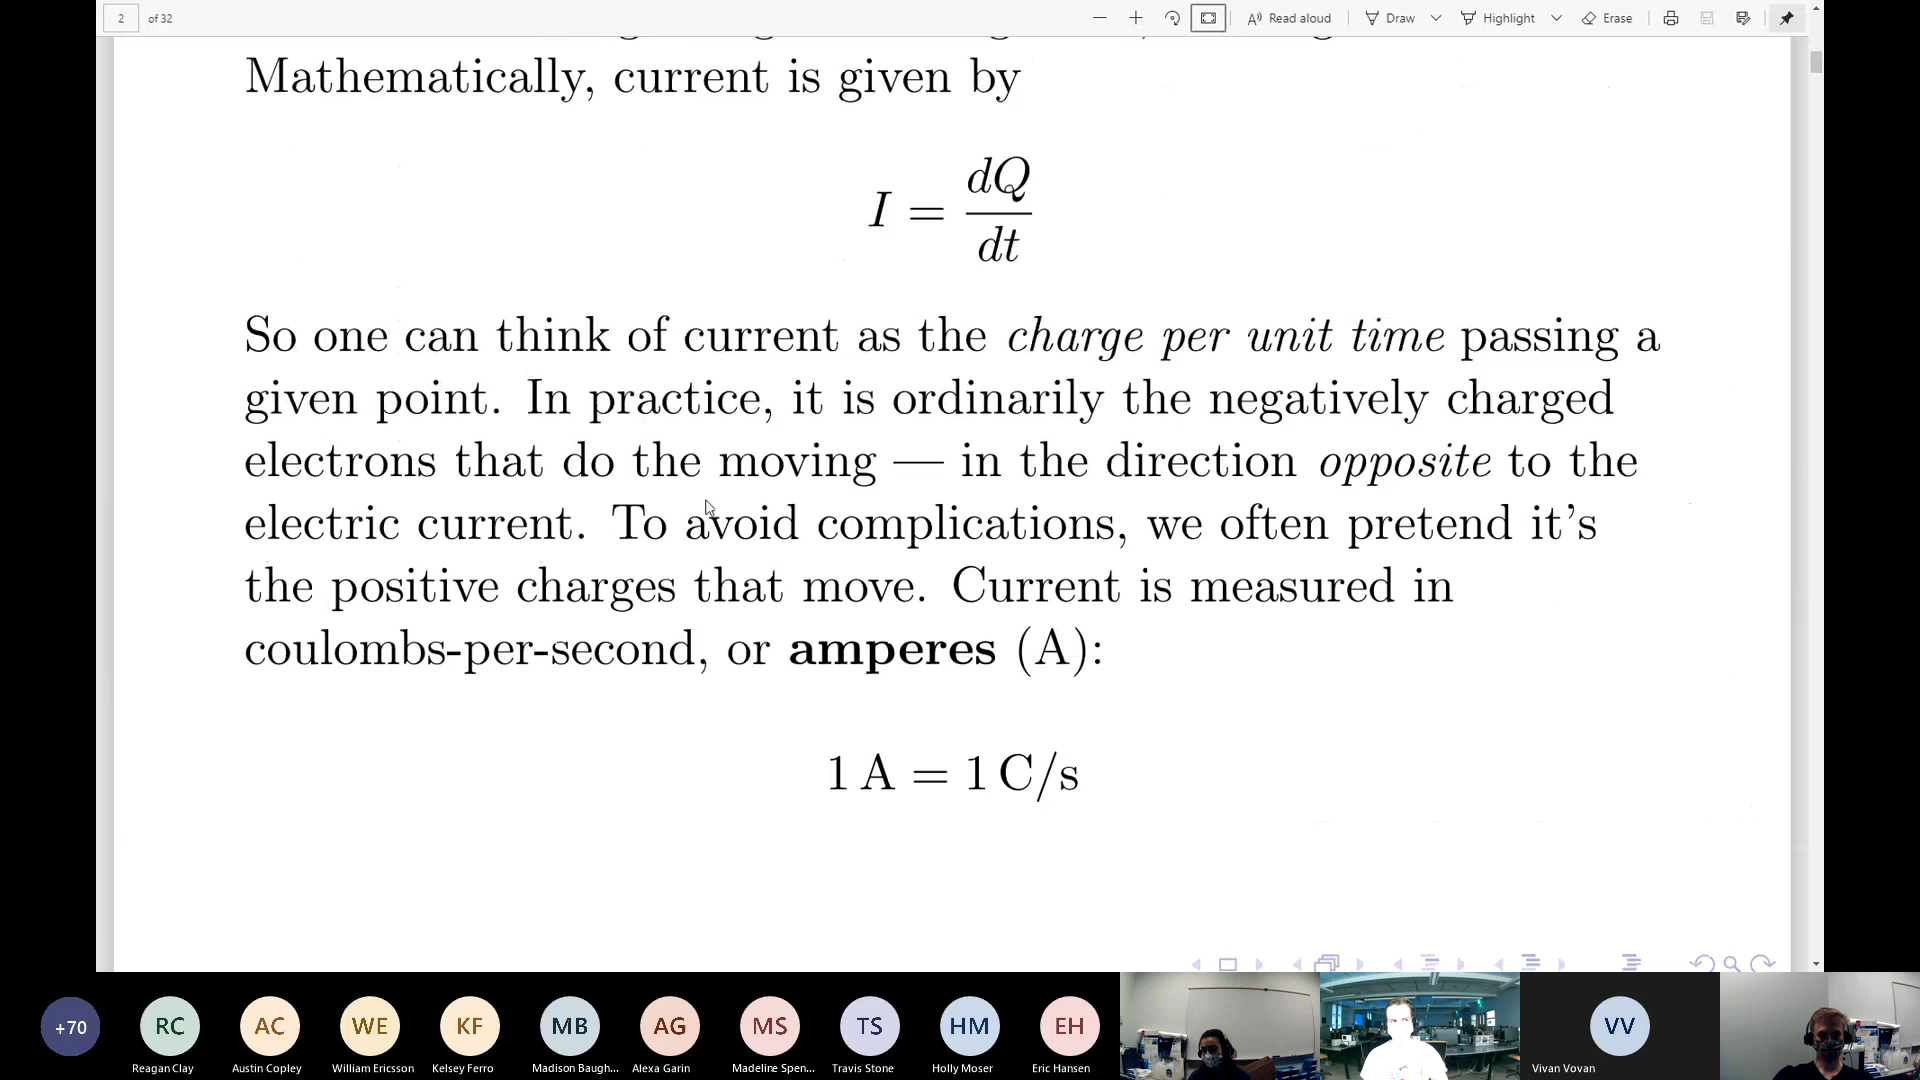 2 of 32 Read aloud Draw Highlight Erase
Mathematically, current is given by
I = dQ/dt
So one can think of current as the charge per unit time passing a
given point. In practice, it is ordinarily the negatively charged
electrons that do the moving — in the direction opposite to the
electric current. To avoid complications, we often pretend it's
the positive charges that move. Current is measured in
coulombs-per-second, or amperes (A):
1 A = 1 C/s
+70 RC AC WE KF MB AG MS TS HM EH VV
Reagan Clay Austin Copley William Ericsson Kelsey Ferro Madison Baugh... Alexa Garin Madeline Spen... Travis Stone Holly Moser Eric Hansen Vivan Vovan